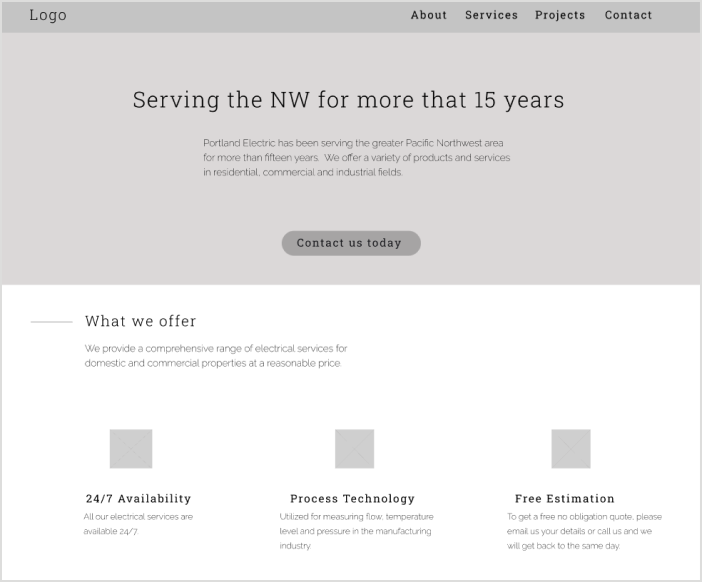 Logo
About Services Projects Contact
Serving the NW for more that 15 years
Portland Electric has been serving the greater Pacific Northwest area
for more than fifteen years. We offer a variety of products and services
in residential, commercial and industrial fields.
Contact us today
What we offer
We provide a comprehensive range of electrical services for
domestic and commercial properties at a reasonable price
24/7 Availability
All our electrical services are
available 24/7.
Process Technology
Utilized for measuring flow, temperature
level and pressure in the manufacturing
industry.
Free Estimation
To get a free no obligation quote, please
email us your details or call us and we
will get back to the same day.